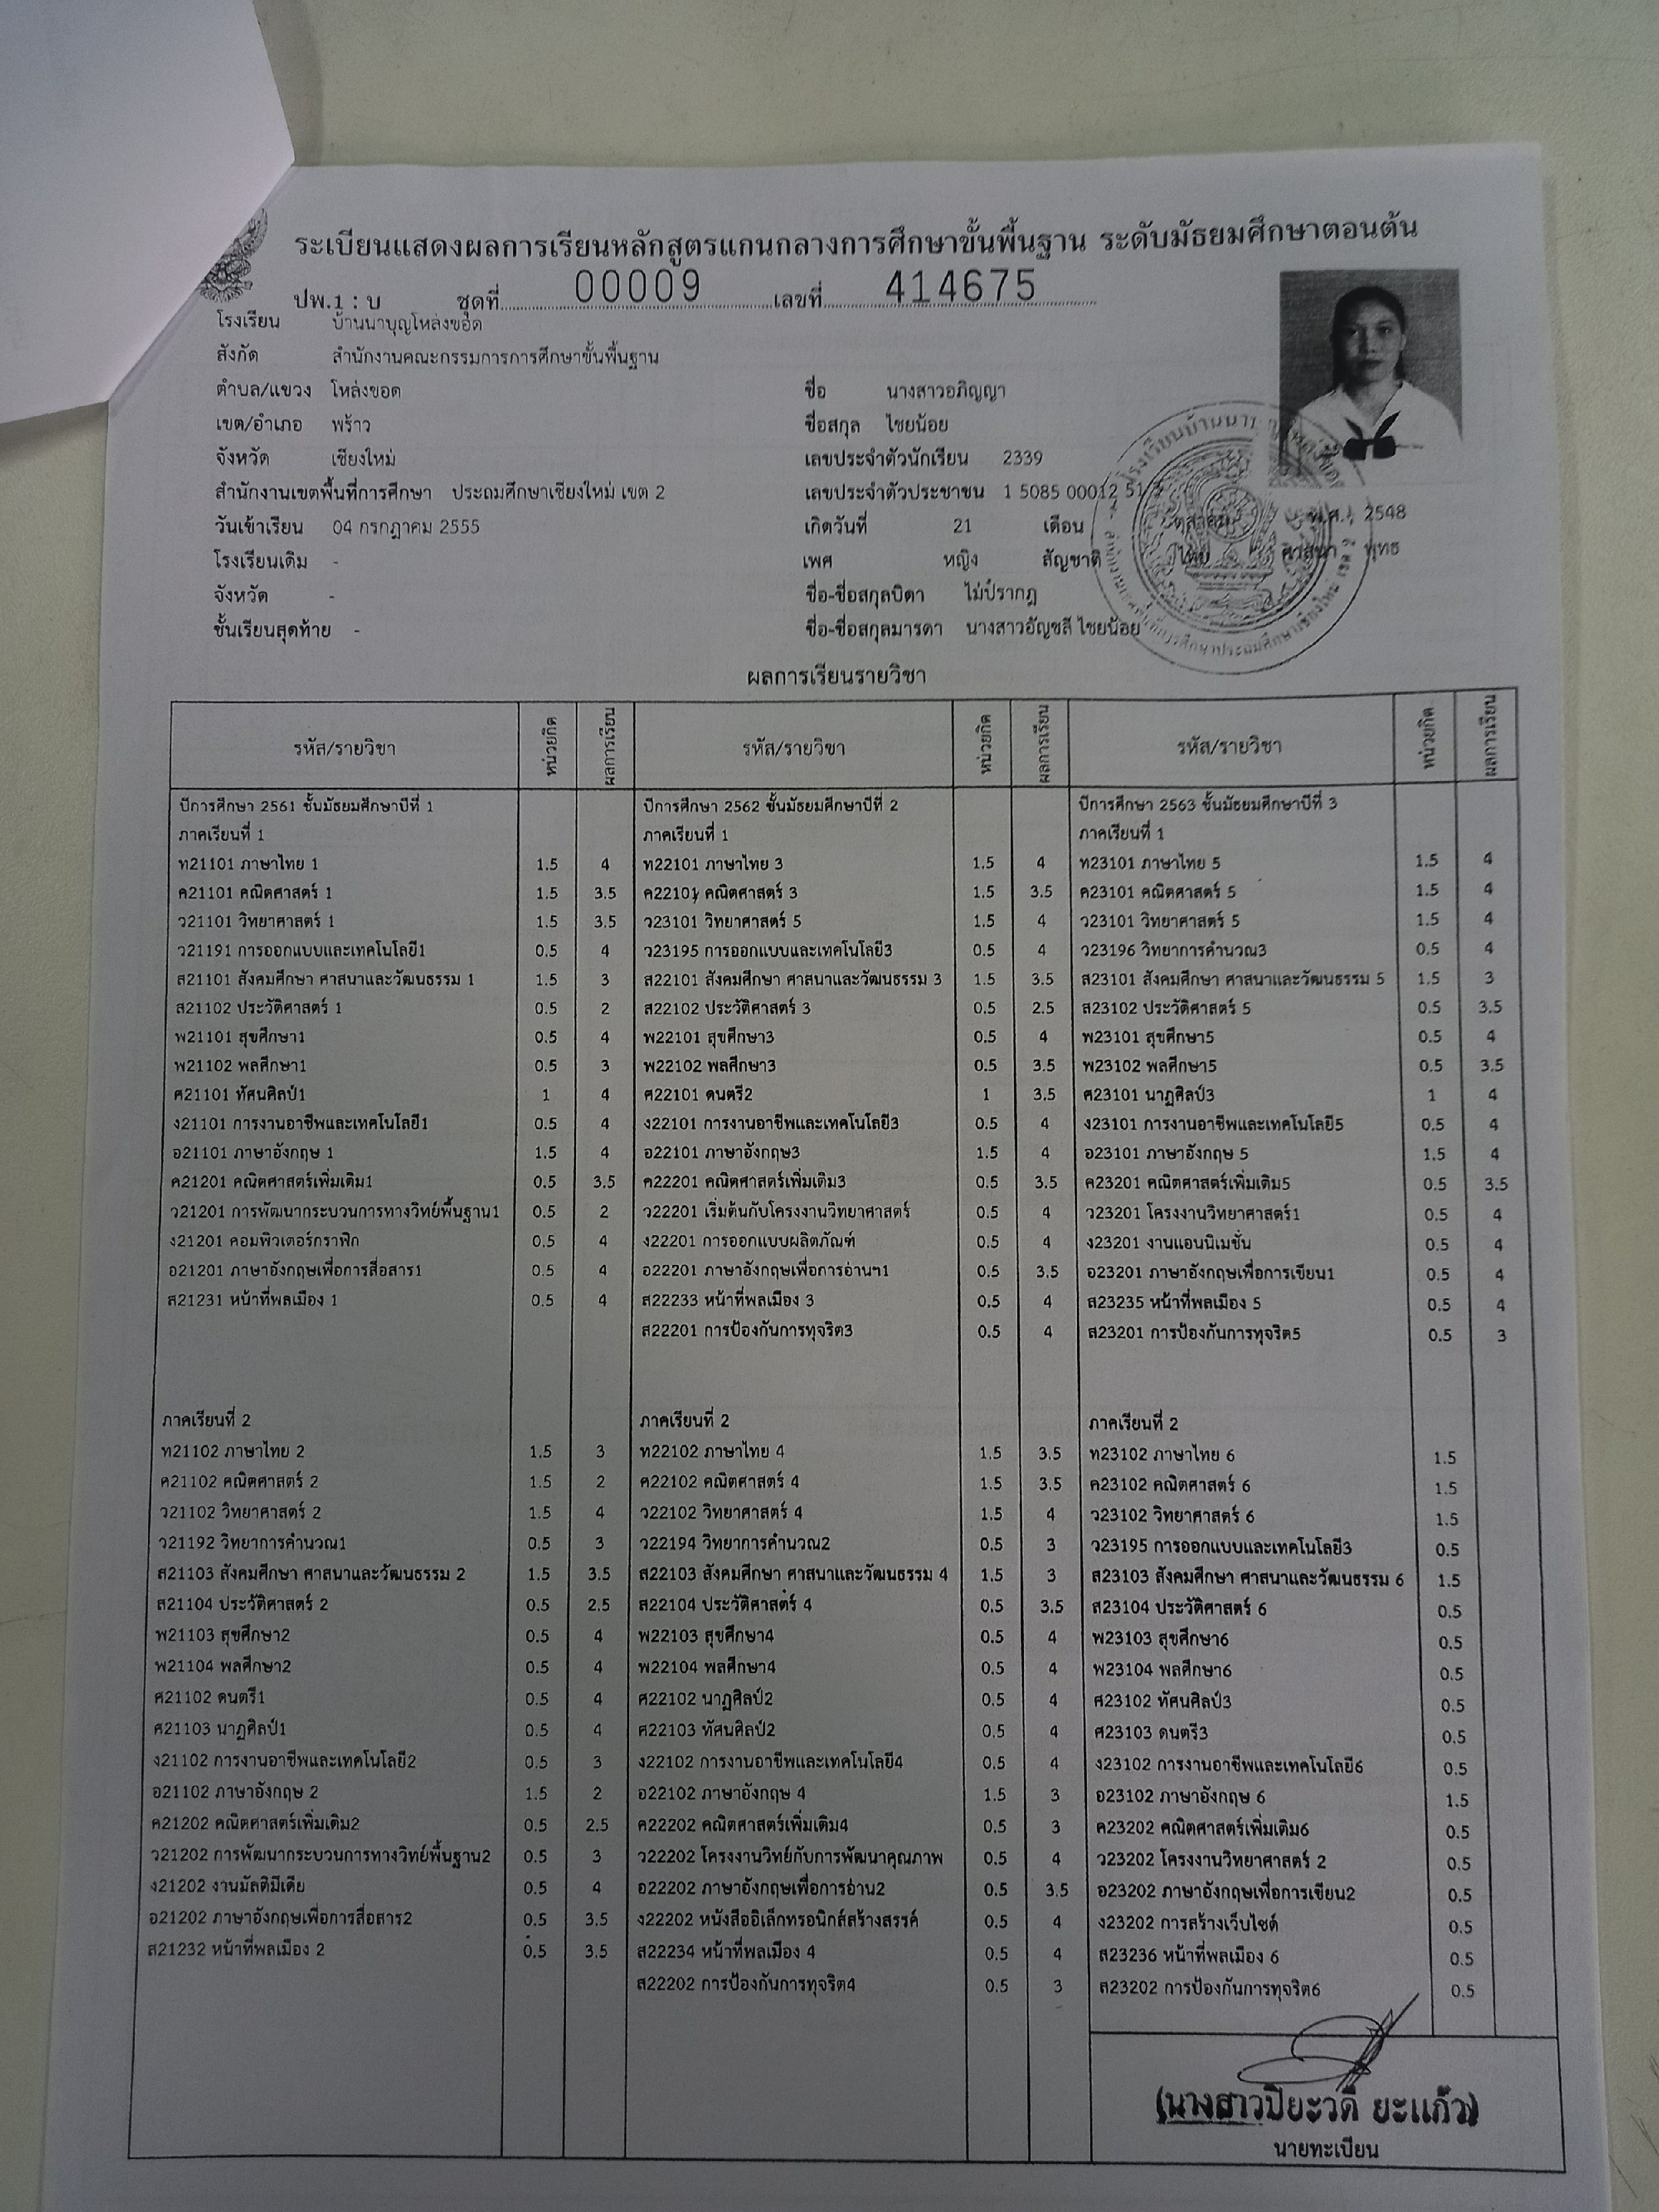 ระเบียนแสดงผลการเรียนหลักสูตรแกนกลางการศึกษาขั้นพื้นฐาน ระดับมัธยมศึกษาตอนต้น
ปพ.1 : บ ชุดที่ 00009 เลขที่ 414675
โรงเรียน บ้านนาบุญโหล่งขอด
สังกัด สำนักงานคณะกรรมการการศึกษาขั้นพื้นฐาน
ตำบล/แขวง โหล่งขอด
เขต/อำเภอ พร้าว
จังหวัด เชียงใหม่
สำนักงานเขตพื้นที่การศึกษา ประถมศึกษาเชียงใหม่ เขต 2
วันเข้าเรียน 04 กรกฎาคม 2555
โรงเรียนเดิม -
จังหวัด -
ชั้นเรียนสุดท้าย -
ชื่อ นางสาวอภิญญา
ชื่อสกุล ไชยน้อย
เลขประจำตัวนักเรียน 2339
เลขประจำตัวประชาชน 1 5085 00012 51
เกิดวันที่ 21 เดือน ตุลาคม พ.ศ. 2548
เพศ หญิง สัญชาติ ไทย ศาสนา พุทธ
ชื่อ-ชื่อสกุลบิดา ไม่ปรากฎ
ชื่อ-ชื่อสกุลมารดา นางสาวอัญชลี ไชยน้อย
ผลการเรียนรายวิชา
รหัส/รายวิชา หน่วยกิต ผลการเรียน
ปีการศึกษา 2561 ชั้นมัธยมศึกษาปีที่ 1
ภาคเรียนที่ 1
ท21101 ภาษาไทย 1 1.5 4
ค21101 คณิตศาสตร์ 1 1.5 3.5
ว21101 วิทยาศาสตร์ 1 1.5 3.5
ว21191 การออกแบบและเทคโนโลยี1 0.5 4
ส21101 สังคมศึกษา ศาสนาและวัฒนธรรม 1 1.5 3
ส21102 ประวัติศาสตร์ 1 0.5 2
พ21101 สุขศึกษา1 0.5 4
พ21102 พลศึกษา1 0.5 3
ศ21101 ทัศนศิลป์1 1 4
ง21101 การงานอาชีพและเทคโนโลยี1 0.5 4
อ21101 ภาษาอังกฤษ 1 1.5 4
ค21201 คณิตศาสตร์เพิ่มเติม1 0.5 3.5
ว21201 การพัฒนากระบวนการทางวิทย์พื้นฐาน1 0.5 2
ง21201 คอมพิวเตอร์กราฟิก 0.5 4
อ21201 ภาษาอังกฤษเพื่อการสื่อสาร1 0.5 4
ส21231 หน้าที่พลเมือง 1 0.5 4
ภาคเรียนที่ 2
ท21102 ภาษาไทย 2 1.5 3
ค21102 คณิตศาสตร์ 2 1.5 2
ว21102 วิทยาศาสตร์ 2 1.5 4
ว21192 วิทยาการคำนวณ1 0.5 3
ส21103 สังคมศึกษา ศาสนาและวัฒนธรรม 2 1.5 3.5
ส21104 ประวัติศาสตร์ 2 0.5 2.5
พ21103 สุขศึกษา2 0.5 4
พ21104 พลศึกษา2 0.5 4
ศ21102 ดนตรี1 0.5 4
ศ21103 นาฏศิลป์1 0.5 4
ง21102 การงานอาชีพและเทคโนโลยี2 0.5 3
อ21102 ภาษาอังกฤษ 2 1.5 2
ค21202 คณิตศาสตร์เพิ่มเติม2 0.5 2.5
ว21202 การพัฒนากระบวนการทางวิทย์พื้นฐาน2 0.5 3
ง21202 งานมัลติมีเดีย 0.5 4
อ21202 ภาษาอังกฤษเพื่อการสื่อสาร2 0.5 3.5
ส21232 หน้าที่พลเมือง 2 0.5 3.5
รหัส/รายวิชา หน่วยกิต ผลการเรียน
ปีการศึกษา 2562 ชั้นมัธยมศึกษาปีที่ 2
ภาคเรียนที่ 1
ท22101 ภาษาไทย 3 1.5 4
ค22101 คณิตศาสตร์ 3 1.5 3.5
ว23101 วิทยาศาสตร์ 5 1.5 4
ว23195 การออกแบบและเทคโนโลยี3 0.5 4
ส22101 สังคมศึกษา ศาสนาและวัฒนธรรม 3 1.5 3.5
ส22102 ประวัติศาสตร์ 3 0.5 2.5
พ22101 สุขศึกษา3 0.5 4
พ22102 พลศึกษา3 0.5 3.5
ศ22101 ดนตรี2 1 3.5
ง22101 การงานอาชีพและเทคโนโลยี3 0.5 4
อ22101 ภาษาอังกฤษ3 1.5 4
ค22201 คณิตศาสตร์เพิ่มเติม3 0.5 3.5
ว22201 เริ่มต้นกับโครงงานวิทยาศาสตร์ 0.5 4
ง22201 การออกแบบผลิตภัณฑ์ 0.5 4
อ22201 ภาษาอังกฤษเพื่อการอ่านฯ1 0.5 3.5
ส22233 หน้าที่พลเมือง 3 0.5 4
ส22201 การป้องกันการทุจริต3 0.5 4
ภาคเรียนที่ 2
ท22102 ภาษาไทย 4 1.5 3.5
ค22102 คณิตศาสตร์ 4 1.5 3.5
ว22102 วิทยาศาสตร์ 4 1.5 4
ว22194 วิทยาการคำนวณ2 0.5 3
ส22103 สังคมศึกษา ศาสนาและวัฒนธรรม 4 1.5 3
ส22104 ประวัติศาสตร์ 4 0.5 3.5
พ22103 สุขศึกษา4 0.5 4
พ22104 พลศึกษา4 0.5 4
ศ22102 นาฏศิลป์2 0.5 4
ศ22103 ทัศนศิลป์2 0.5 4
ง22102 การงานอาชีพและเทคโนโลยี4 0.5 4
อ22102 ภาษาอังกฤษ 4 1.5 3
ค22202 คณิตศาสตร์เพิ่มเติม4 0.5 3
ว22202 โครงงานวิทย์กับการพัฒนาคุณภาพ 0.5 4
อ22202 ภาษาอังกฤษเพื่อการอ่าน2 0.5 3.5
ง22202 หนังสืออิเล็กทรอนิกส์สร้างสรรค์ 0.5 4
ส22234 หน้าที่พลเมือง 4 0.5 4
ส22202 การป้องกันการทุจริต4 0.5 3
รหัส/รายวิชา หน่วยกิต ผลการเรียน
ปีการศึกษา 2563 ชั้นมัธยมศึกษาปีที่ 3
ภาคเรียนที่ 1
ท23101 ภาษาไทย 5 1.5 4
ค23101 คณิตศาสตร์ 5 1.5 4
ว23101 วิทยาศาสตร์ 5 1.5 4
ว23196 วิทยาการคำนวณ3 0.5 4
ส23101 สังคมศึกษา ศาสนาและวัฒนธรรม 5 1.5 3
ส23102 ประวัติศาสตร์ 5 0.5 3.5
พ23101 สุขศึกษา5 0.5 4
พ23102 พลศึกษา5 0.5 3.5
ศ23101 นาฏศิลป์3 1 4
ง23101 การงานอาชีพและเทคโนโลยี5 0.5 4
อ23101 ภาษาอังกฤษ 5 1.5 4
ค23201 คณิตศาสตร์เพิ่มเติม5 0.5 3.5
ว23201 โครงงานวิทยาศาสตร์1 0.5 4
ง23201 งานแอนนิเมชั่น 0.5 4
อ23201 ภาษาอังกฤษเพื่อการเขียน1 0.5 4
ส23235 หน้าที่พลเมือง 5 0.5 4
ส23201 การป้องกันการทุจริต5 0.5 3
ภาคเรียนที่ 2
ท23102 ภาษาไทย 6 1.5
ค23102 คณิตศาสตร์ 6 1.5
ว23102 วิทยาศาสตร์ 6 1.5
ว23195 การออกแบบและเทคโนโลยี3 0.5
ส23103 สังคมศึกษา ศาสนาและวัฒนธรรม 6 1.5
ส23104 ประวัติศาสตร์ 6 0.5
พ23103 สุขศึกษา6 0.5
พ23104 พลศึกษา6 0.5
ศ23102 ทัศนศิลป์3 0.5
ศ23103 ดนตรี3 0.5
ง23102 การงานอาชีพและเทคโนโลยี6 0.5
อ23102 ภาษาอังกฤษ 6 1.5
ค23202 คณิตศาสตร์เพิ่มเติม6 0.5
ว23202 โครงงานวิทยาศาสตร์ 2 0.5
อ23202 ภาษาอังกฤษเพื่อการเขียน2 0.5
ง23202 การสร้างเว็บไซต์ 0.5
ส23236 หน้าที่พลเมือง 6 0.5
ส23202 การป้องกันการทุจริต6 0.5
(นางสาวปิยะวดี ยะแก้ว)
นายทะเบียน